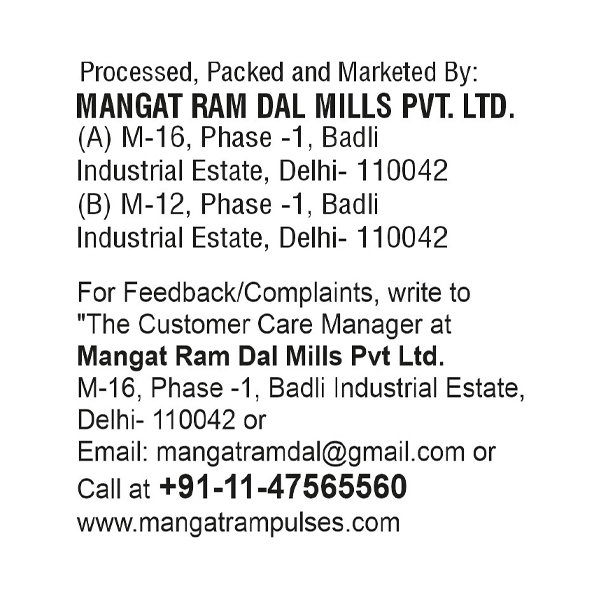 Processed, Packed and Marketed By:
MANGAT RAM DAL MILLS PVT. LTD.
(A) M-16, Phase -1, Badli
Industrial Estate, Delhi- 110042
(B) M-12, Phase -1, Badli
Industrial Estate, Delhi- 110042
For Feedback/Complaints, write to
"The Customer Care Manager at
Mangat Ram Dal Mills Pvt Ltd.
M-16, Phase -1, Badli Industrial Estate,
Delhi- 110042 or
Email: mangatramdal@gmail.com or
Call at +91-11-47565560
www.mangatrampulses.com